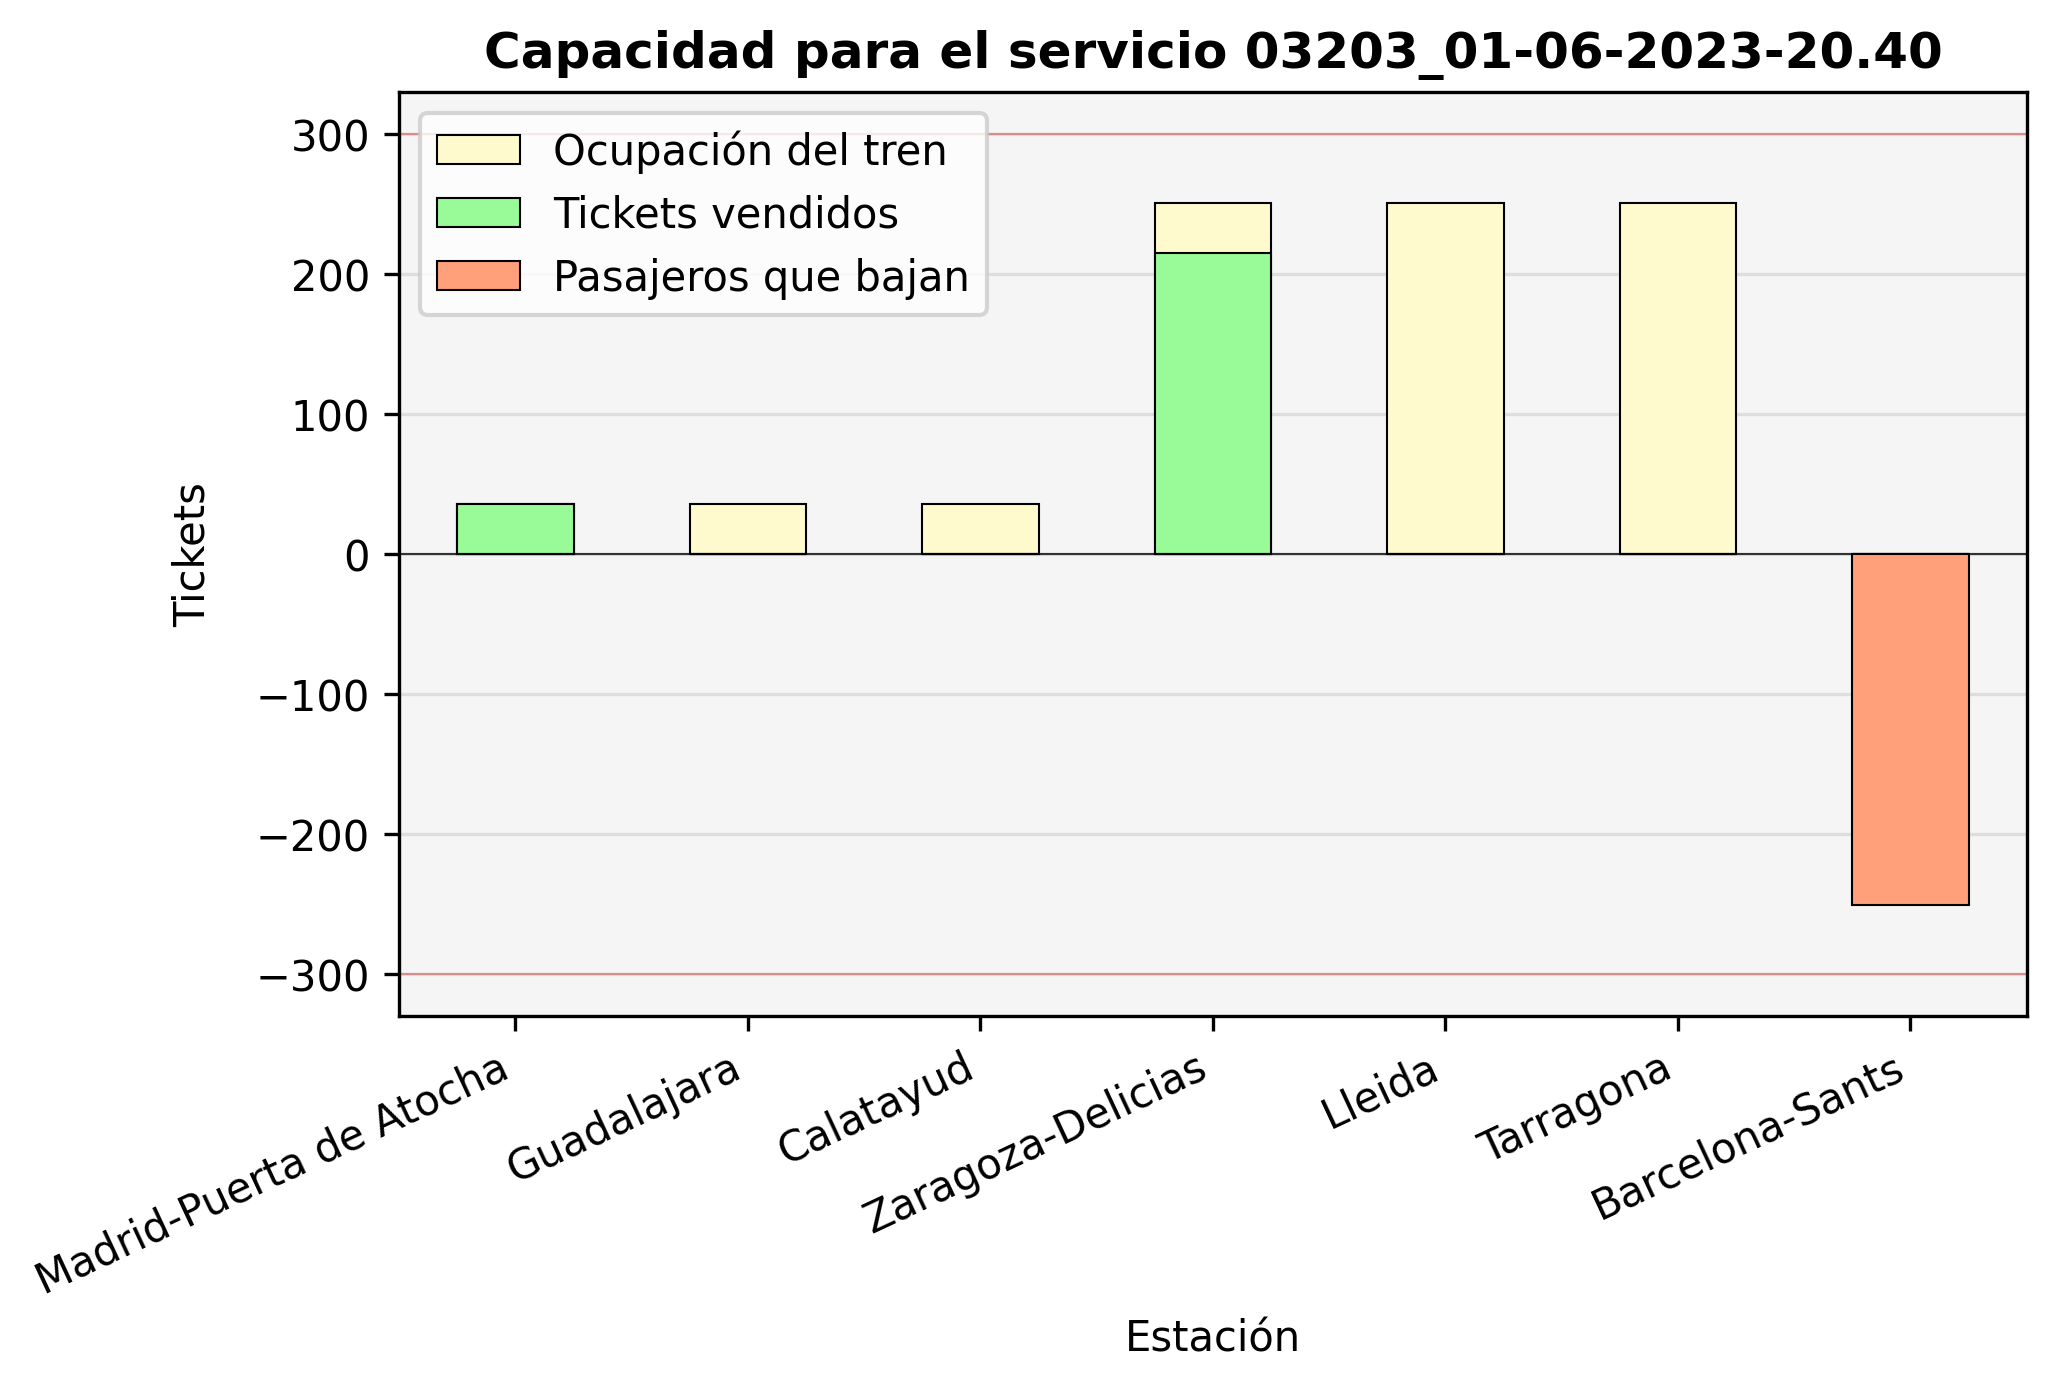 Capacidad para el servicio 03203_01-06-2023-20.40
Ocupación del tren
Tickets vendidos
Pasajeros que bajan
300
200
100
0
−100
−200
−300
Tickets
Madrid-Puerta de Atocha
Guadalajara
Calatayud
Zaragoza-Delicias
Lleida
Tarragona
Barcelona-Sants
Estación